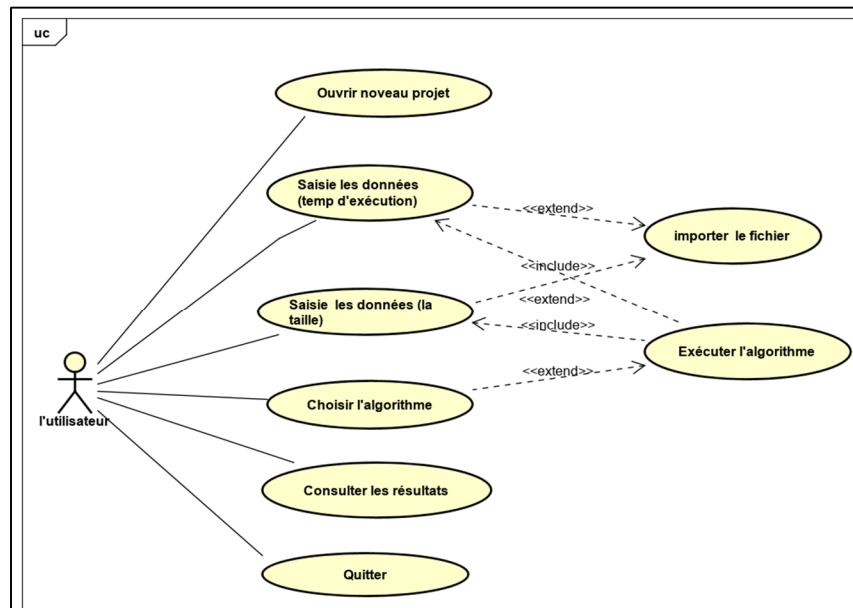 uc
Ouvrir noveau projet
Saisie les données
(temp d'exécution)
<<extend>>
importer le fichier
<<include>>
Saisie les données (la
taille)
<<extend>>
<<include>>
Exécuter l'algorithme
<<extend>>
Choisir l'algorithme
l'utilisateur
Consulter les résultats
Quitter